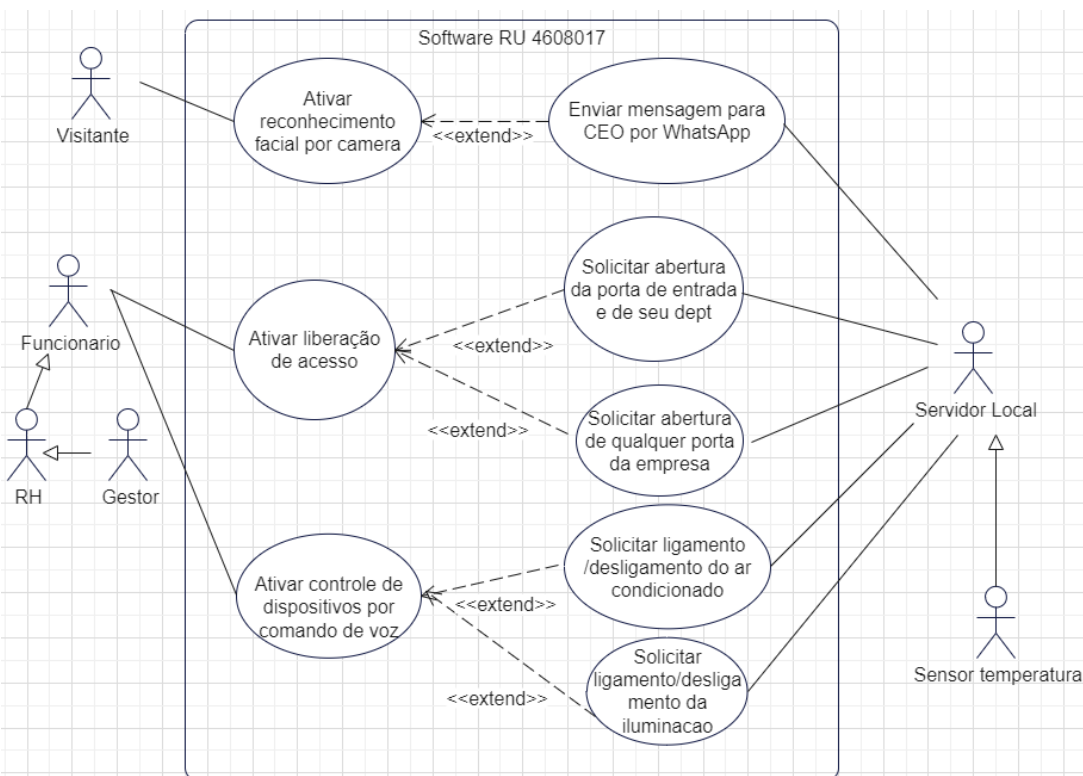 Software RU 4608017
Visitante
Ativar
reconhecimento
facial por camera
<<extend>>
Enviar mensagem para
CEO por WhatsApp
Funcionario
Ativar liberação
de acesso
<<extend>>
Solicitar abertura
da porta de entrada
e de seu dept
<<extend>>
Solicitar abertura
de qualquer porta
da empresa
Servidor Local
RH
Gestor
Ativar controle de
dispositivos por
comando de voz
<<extend>>
Solicitar ligamento
/desligamento do ar
condicionado
<<extend>>
Solicitar
ligamento/desliga
mento da
iluminacao
Sensor temperatura